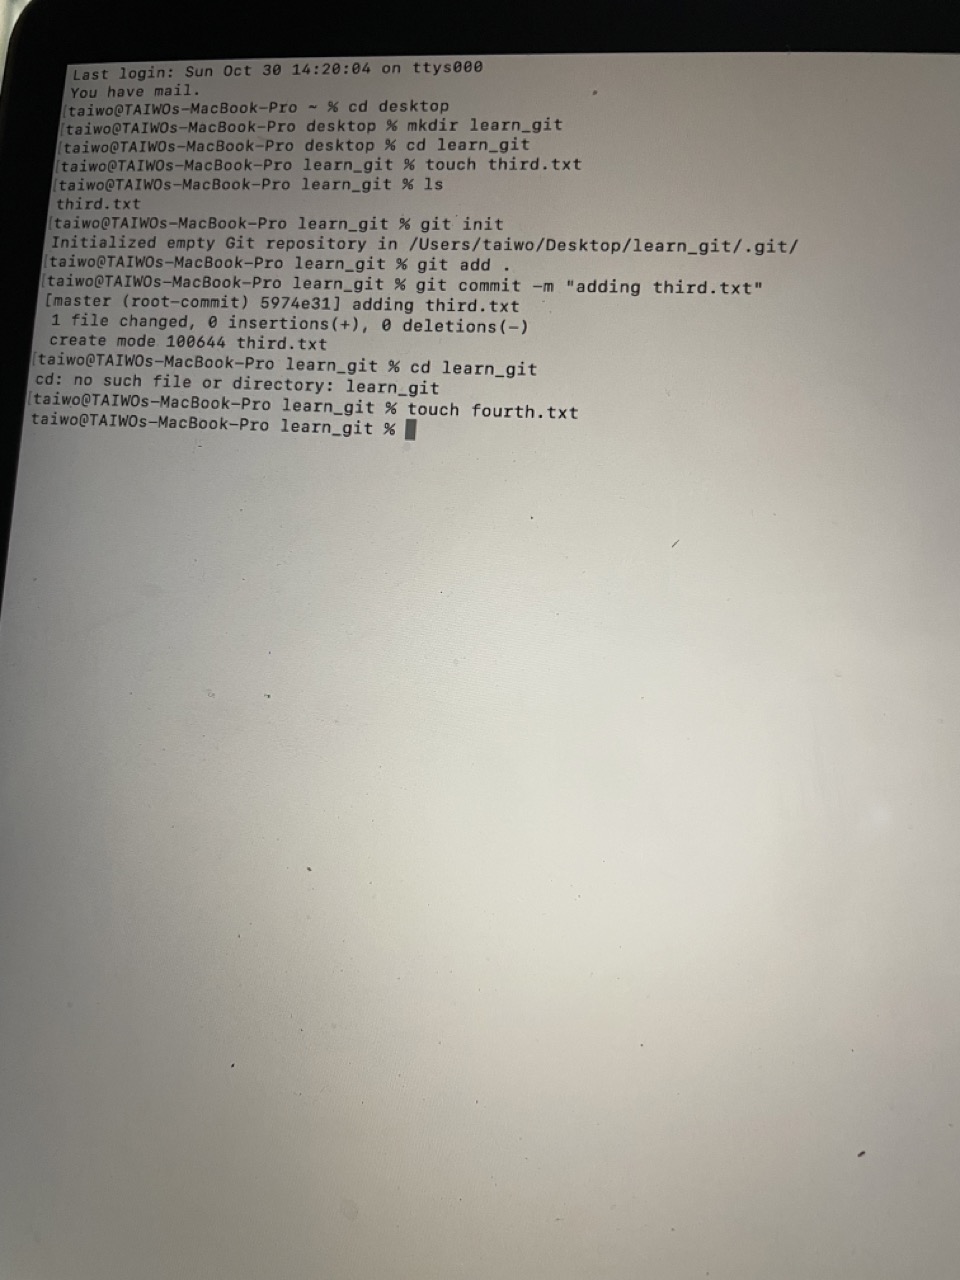 Last login: Sun Oct 30 14:20:04 on ttys000
You have mail.
[taiwo@TAIWOs-MacBook-Pro ~ % cd desktop
[taiwo@TAIWOs-MacBook-Pro desktop % mkdir learn_git
[taiwo@TAIWOs-MacBook-Pro desktop % cd learn_git
[taiwo@TAIWOs-MacBook-Pro learn_git % touch third.txt
[taiwo@TAIWOs-MacBook-Pro learn_git % ls
third.txt
[taiwo@TAIWOs-MacBook-Pro learn_git % git init
Initialized empty Git repository in /Users/taiwo/Desktop/learn_git/.git/
[taiwo@TAIWOs-MacBook-Pro learn_git % git add .
[taiwo@TAIWOs-MacBook-Pro learn_git % git commit -m "adding third.txt"
[master (root-commit) 5974e31] adding third.txt
1 file changed, 0 insertions(+), 0 deletions(-)
create mode 100644 third.txt
[taiwo@TAIWOs-MacBook-Pro learn_git % cd learn_git
cd: no such file or directory: learn_git
[taiwo@TAIWOs-MacBook-Pro learn_git % touch fourth.txt
taiwo@TAIWOs-MacBook-Pro learn_git %